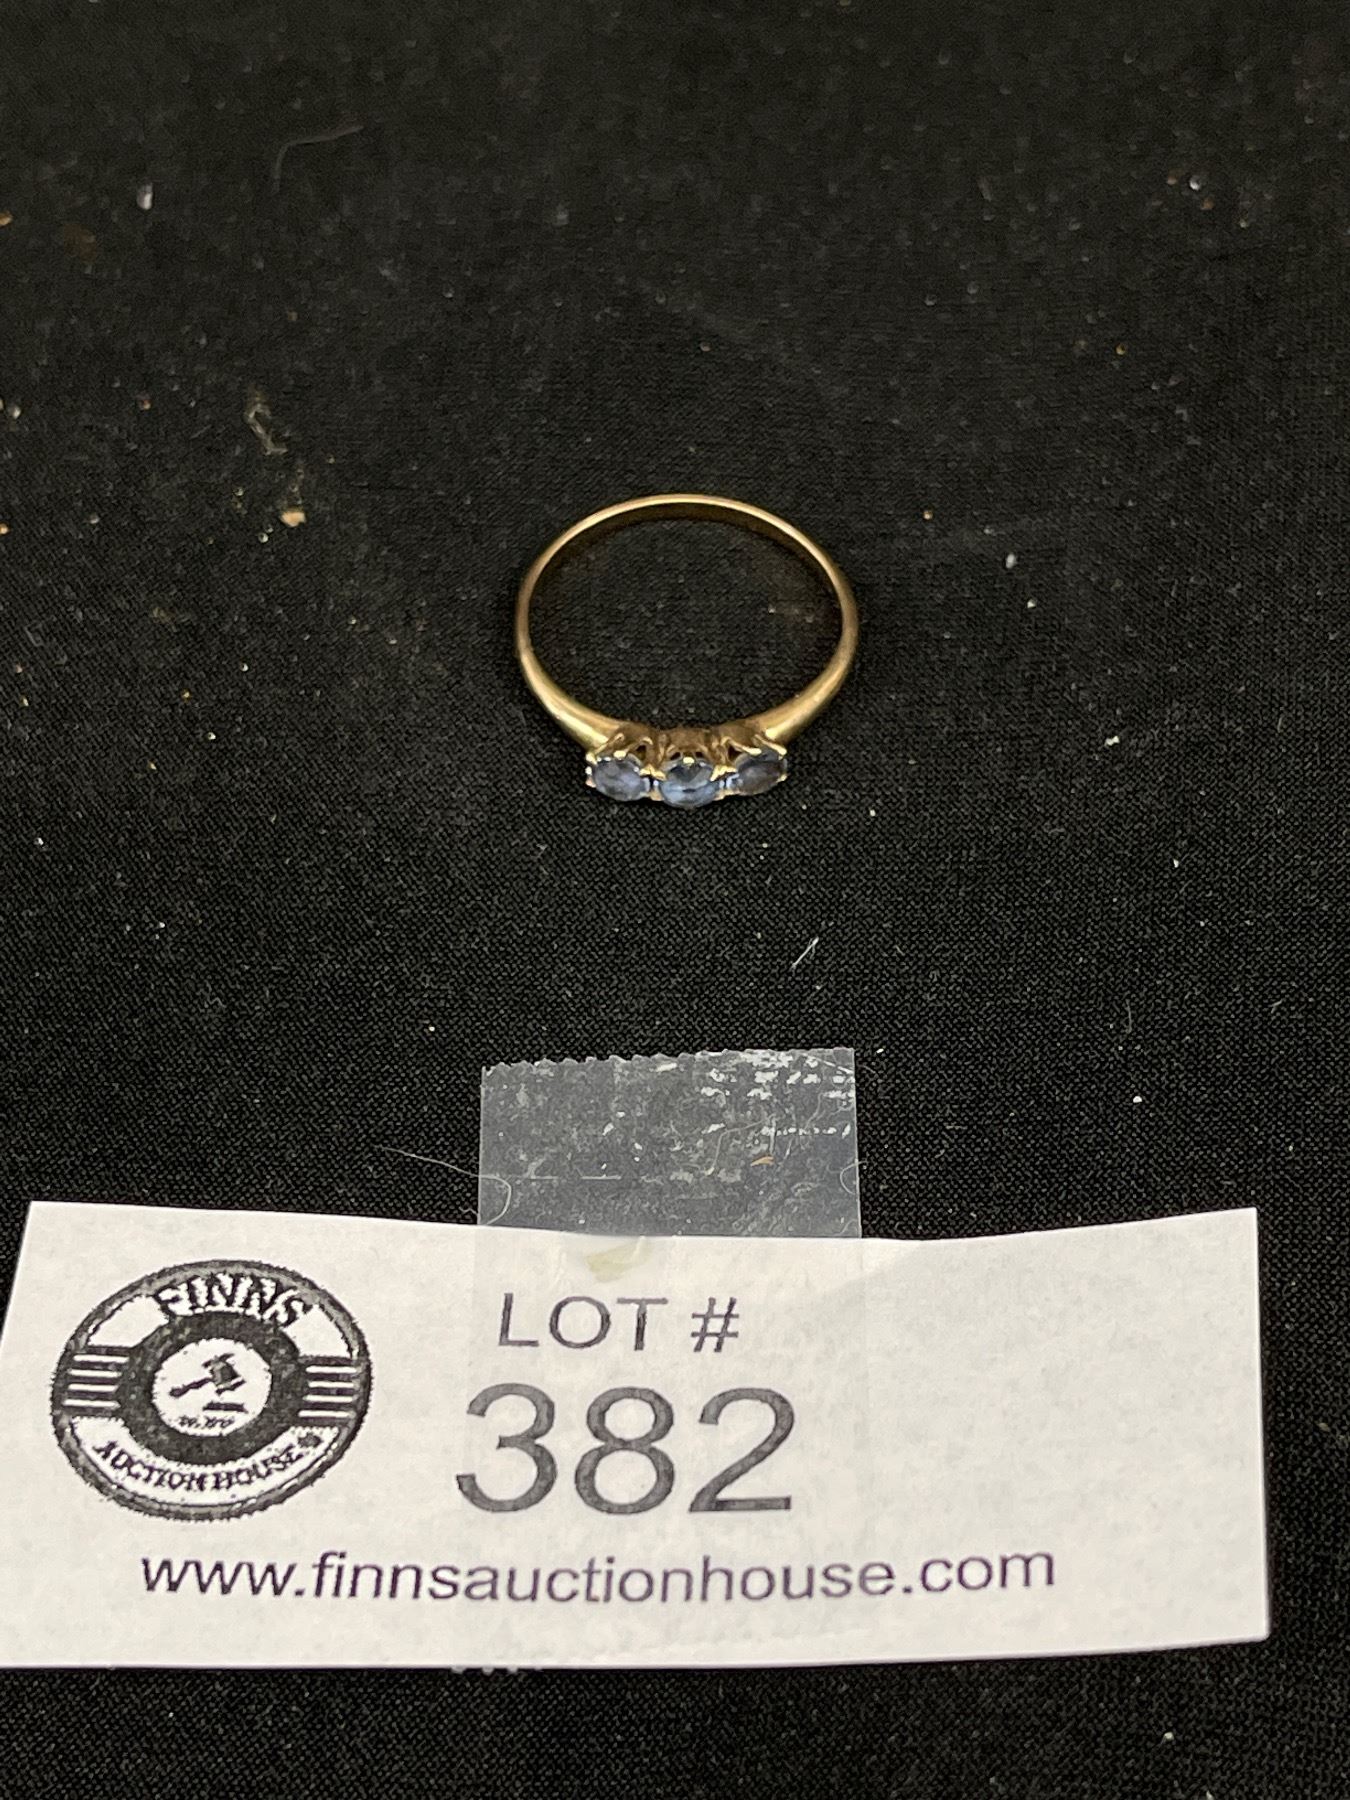 FINNS
AUCTION HOUSE
LOT #
382
www.finnsauctionhouse.com